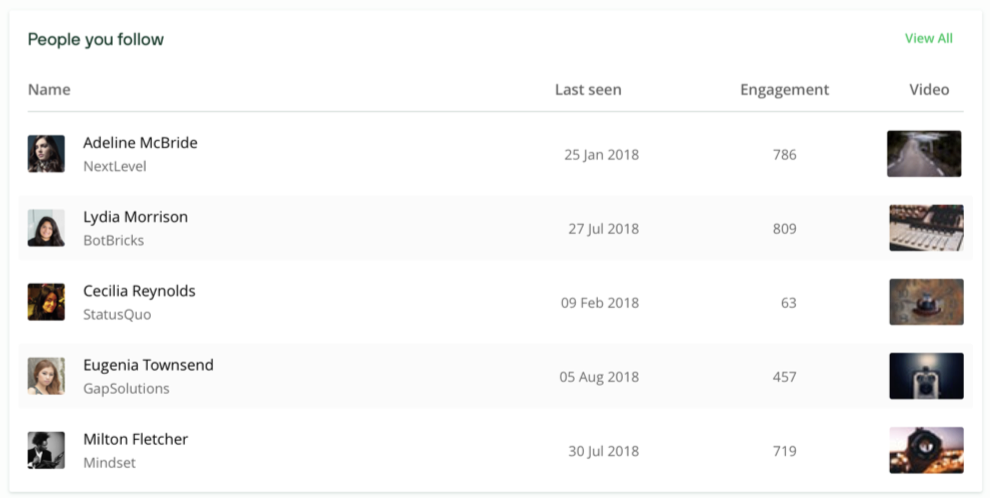 People you follow
View All
Name Last seen Engagement Video
Adeline McBride
NextLevel
25 Jan 2018 786
Lydia Morrison
BotBricks
27 Jul 2018 809
Cecilia Reynolds
StatusQuo
09 Feb 2018 63
Eugenia Townsend
GapSolutions
05 Aug 2018 457
Milton Fletcher
Mindset
30 Jul 2018 719